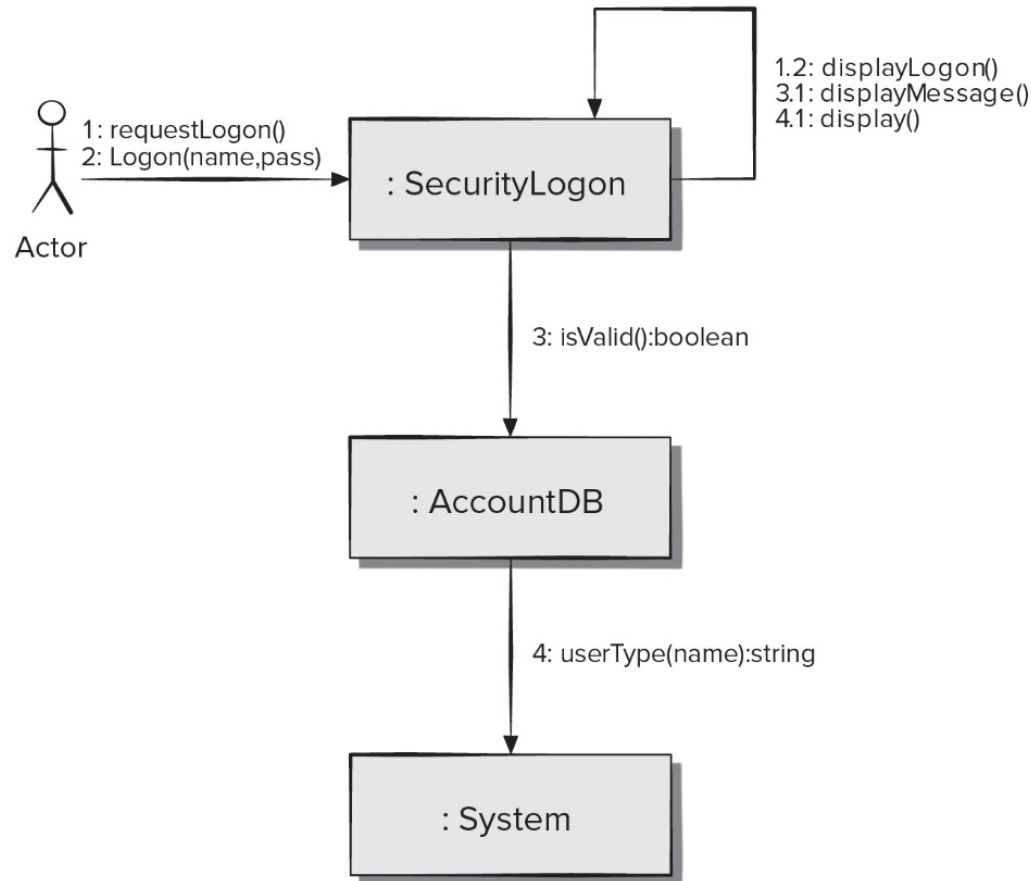 1: requestLogon()
2: Logon(name,pass)
Actor
: SecurityLogon
1.2: displayLogon()
3.1: displayMessage()
4.1: display()
3: isValid():boolean
: AccountDB
4: userType(name):string
: System